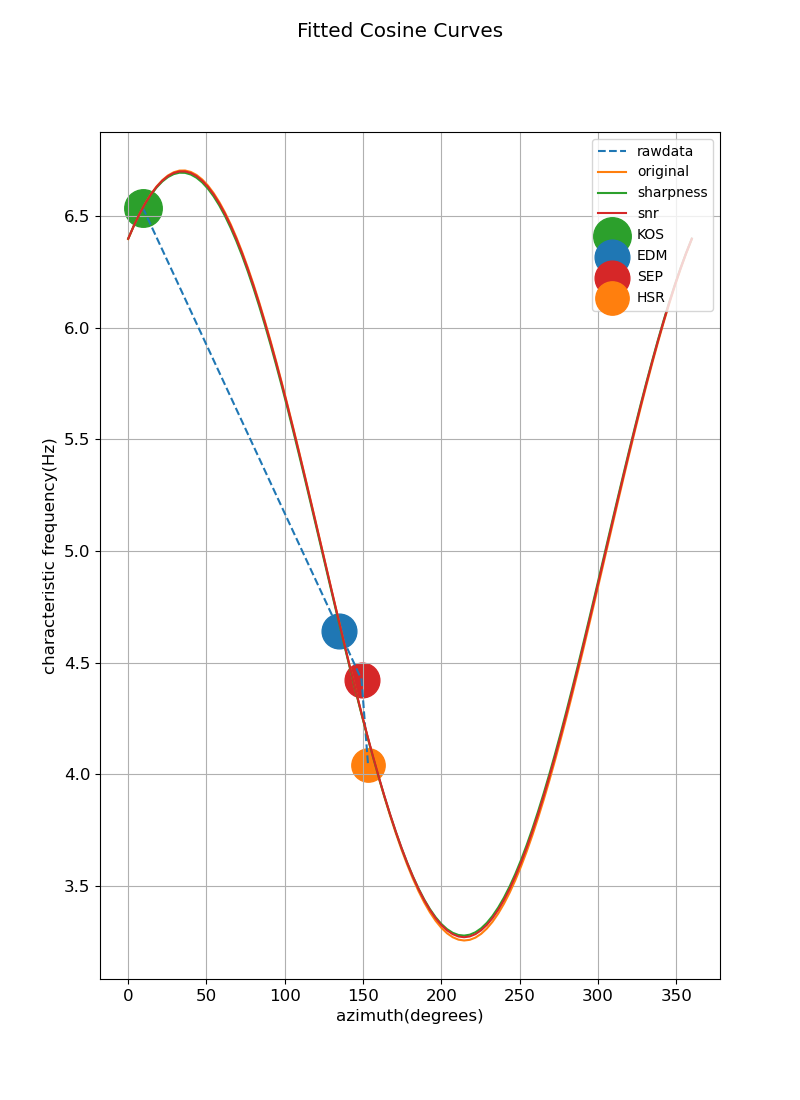 Fitted Cosine Curves
rawdata
original
sharpness
snr
KOS
EDM
SEP
HSR
6.5
6.0
5.5
5.0
4.5
4.0
3.5
characteristic frequency(Hz)
0 50 100 150 200 250 300 350
azimuth(degrees)